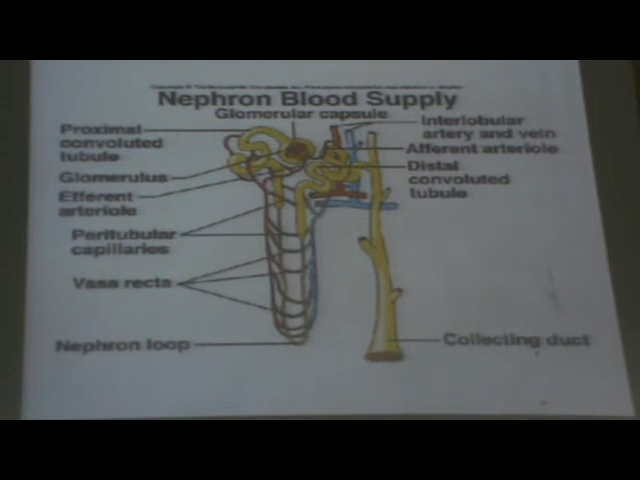 Nephron Blood Supply
Glomerular capsule
Proximal
convoluted
tubule
Glomerulus
Efferent
arteriole
Peritubular
capillaries
Vasa recta
Nephron loop
Interlobular
artery and vein
Afferent arteriole
Distal
convoluted
tubule
Collecting duct